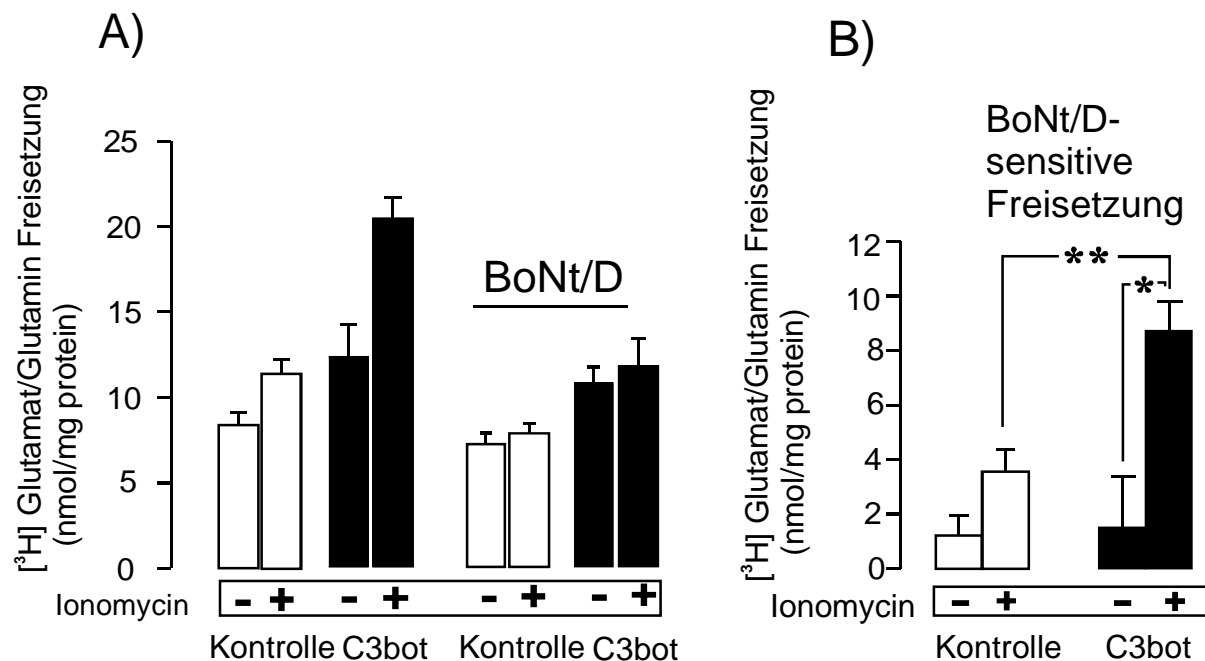 A)
[³H] Glutamat/Glutamin Freisetzung
(nmol/mg protein)
25
20
15
10
5
0
BoNt/D
Ionomycin - + - + - + - +
Kontrolle C3bot Kontrolle C3bot
B)
[³H] Glutamat/Glutamin Freisetzung
(nmol/mg protein)
BoNt/D-
sensitive
Freisetzung
12
10
8
6
4
2
0
**
*
Ionomycin - + - +
Kontrolle C3bot